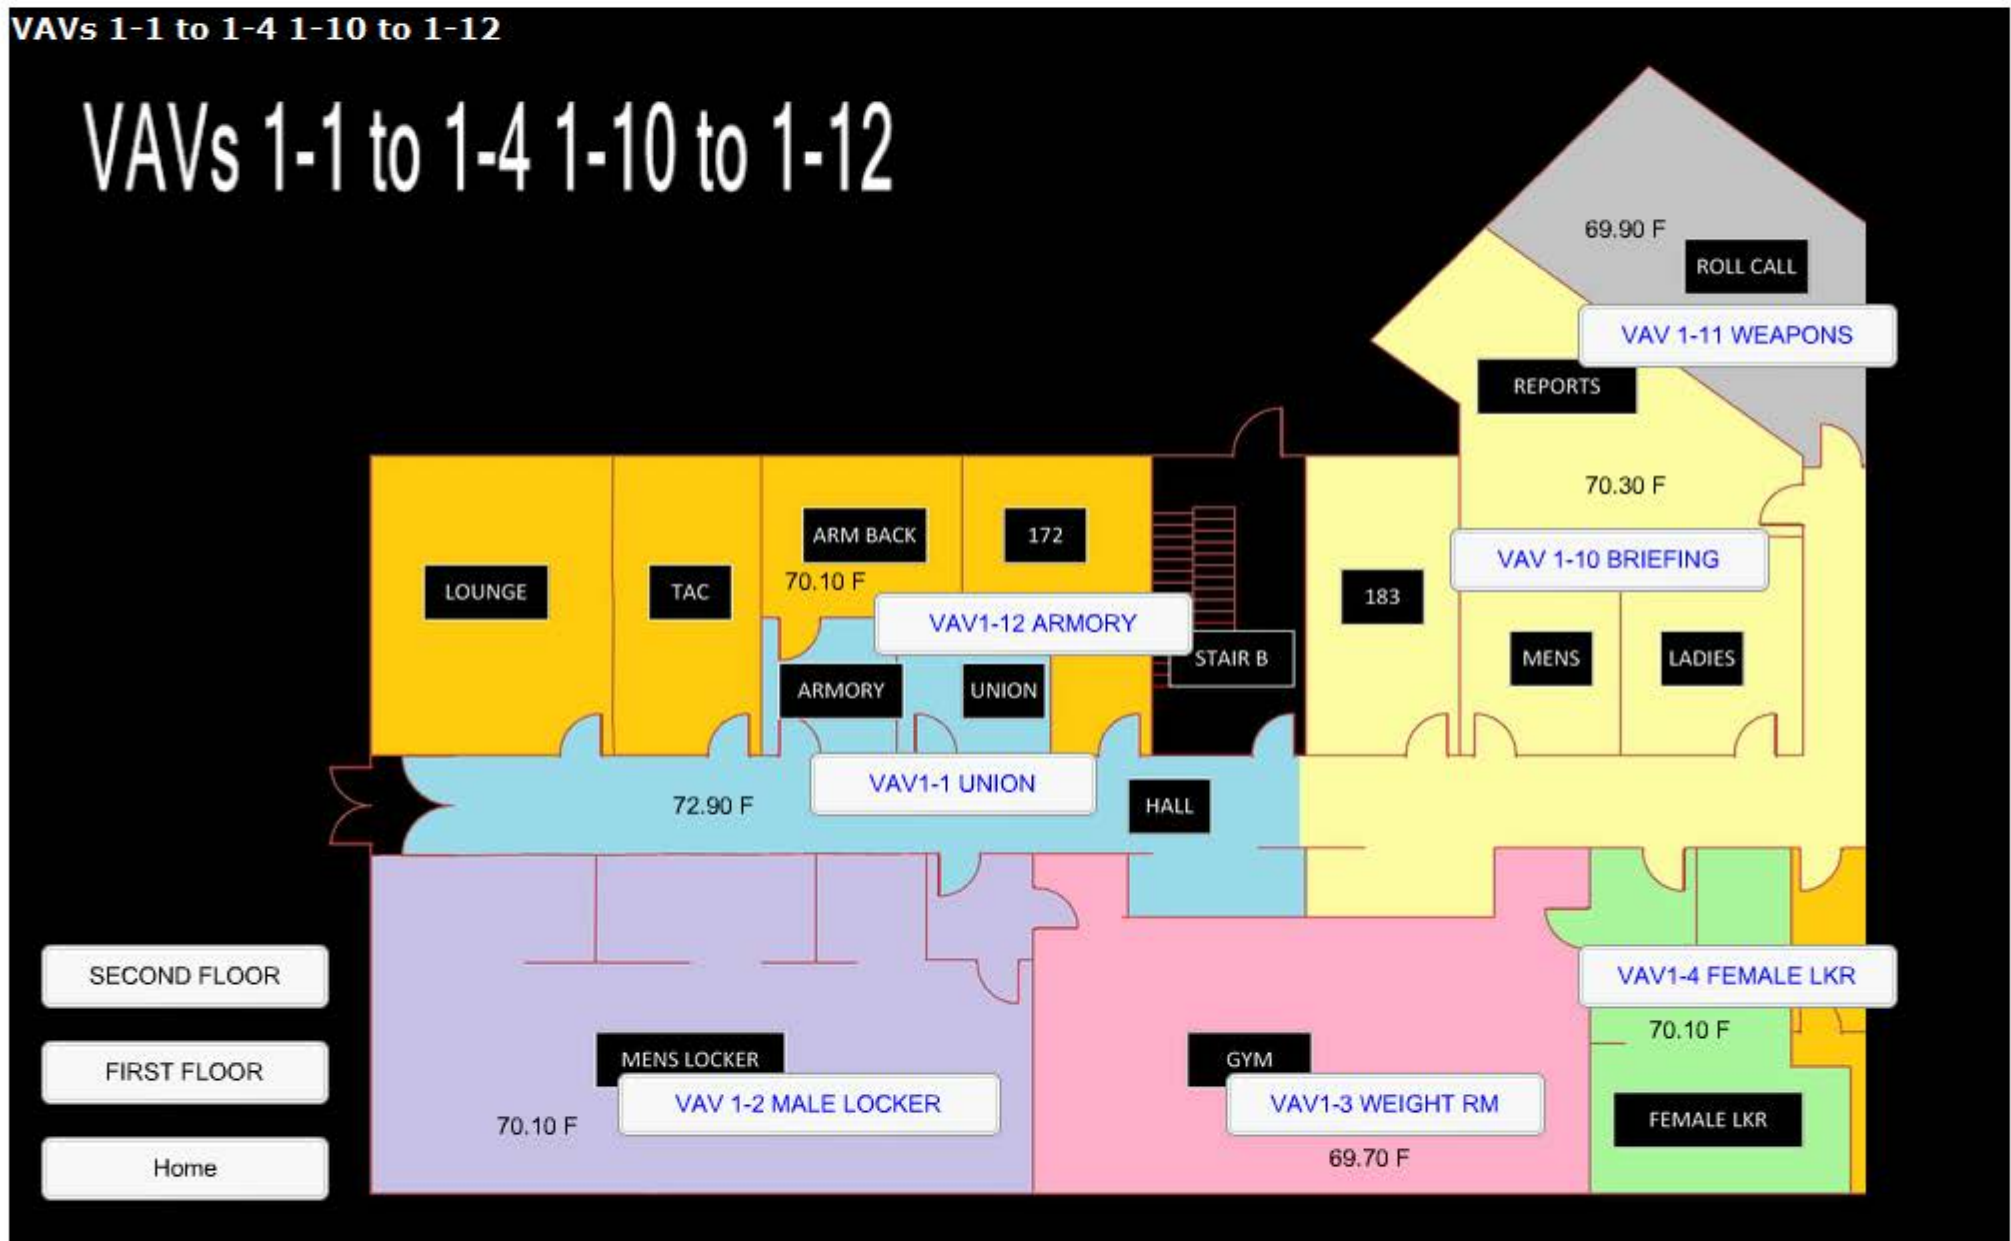 VAVs 1-1 to 1-4 1-10 to 1-12
VAVs 1-1 to 1-4 1-10 to 1-12
69.90 F
ROLL CALL
VAV 1-11 WEAPONS
REPORTS
70.30 F
ARM BACK
172
VAV 1-10 BRIEFING
LOUNGE
TAC
70.10 F
183
VAV1-12 ARMORY
STAIR B
MENS
LADIES
ARMORY
UNION
VAV1-1 UNION
72.90 F
HALL
SECOND FLOOR
VAV1-4 FEMALE LKR
70.10 F
FIRST FLOOR
MENS LOCKER
GYM
VAV 1-2 MALE LOCKER
VAV1-3 WEIGHT RM
70.10 F
FEMALE LKR
Home
69.70 F